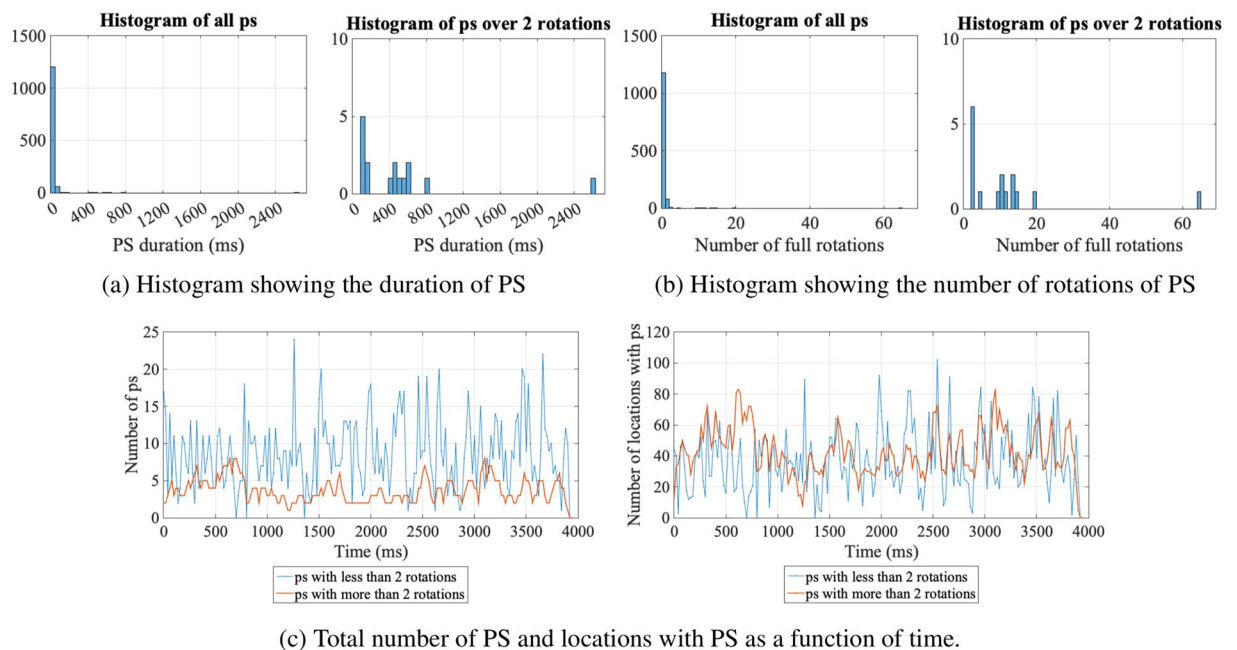 Histogram of all ps
1500
1000
500
0
0 400 800 1200 1600 2000 2400
PS duration (ms)
Histogram of ps over 2 rotations
10
5
0
0 400 800 1200 1600 2000 2400
PS duration (ms)
(a) Histogram showing the duration of PS
Histogram of all ps
1500
1000
500
0
0 20 40 60
Number of full rotations
Histogram of ps over 2 rotations
10
5
0
0 20 40 60
Number of full rotations
(b) Histogram showing the number of rotations of PS
Number of ps
25
20
15
10
5
0
0 500 1000 1500 2000 2500 3000 3500 4000
Time (ms)
ps with less than 2 rotations
ps with more than 2 rotations
Number of locations with ps
120
100
80
60
40
20
0
0 500 1000 1500 2000 2500 3000 3500 4000
Time (ms)
ps with less than 2 rotations
ps with more than 2 rotations
(c) Total number of PS and locations with PS as a function of time.